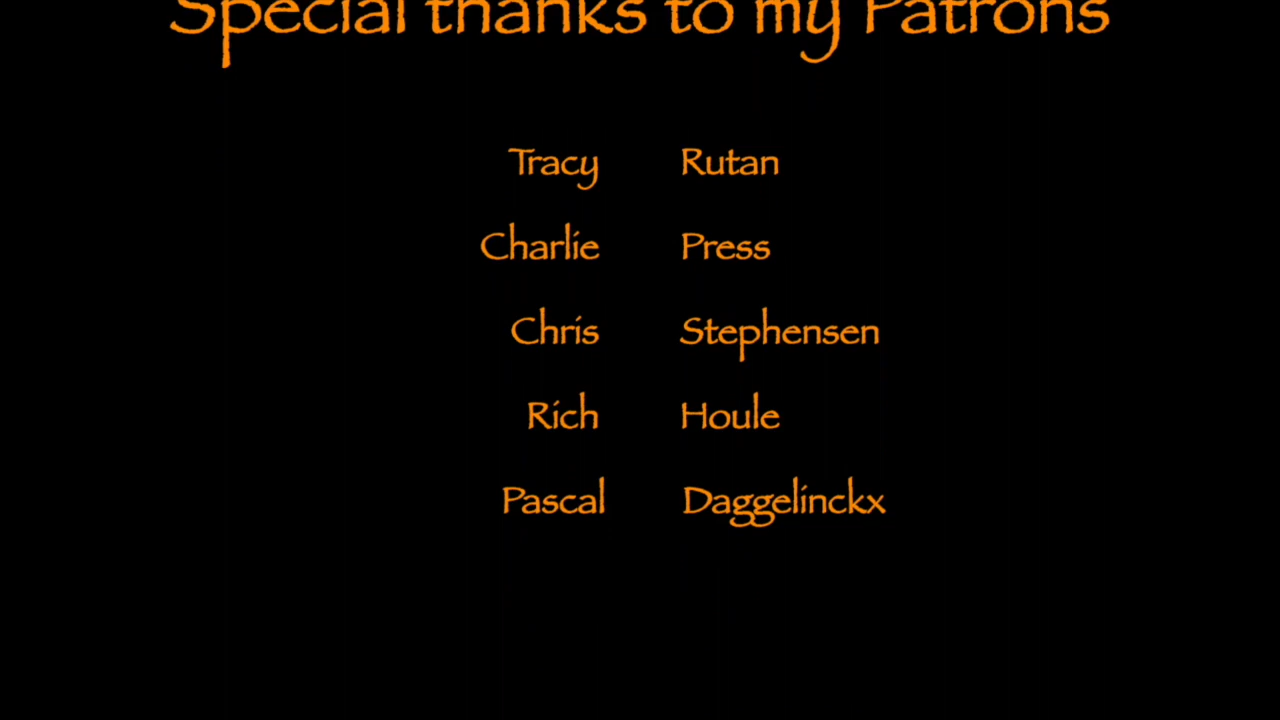 Special thanks to my Patrons
Tracy Rutan
Charlie Press
Chris Stephensen
Rich Houle
Pascal Daggelinckx